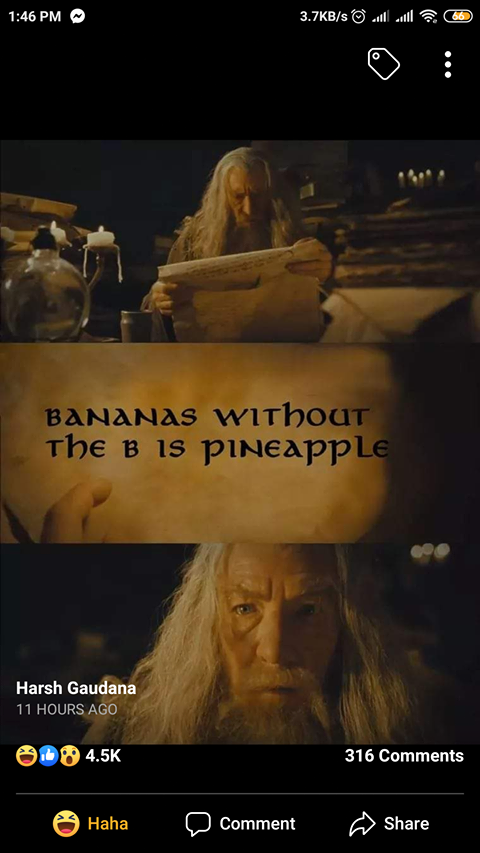 1:46 PM
3.7KB/s
66
BANANAS WITHOUT
THE B IS PINEAPPLE
Harsh Gaudana
11 HOURS AGO
4.5K
316 Comments
Haha
Comment
Share